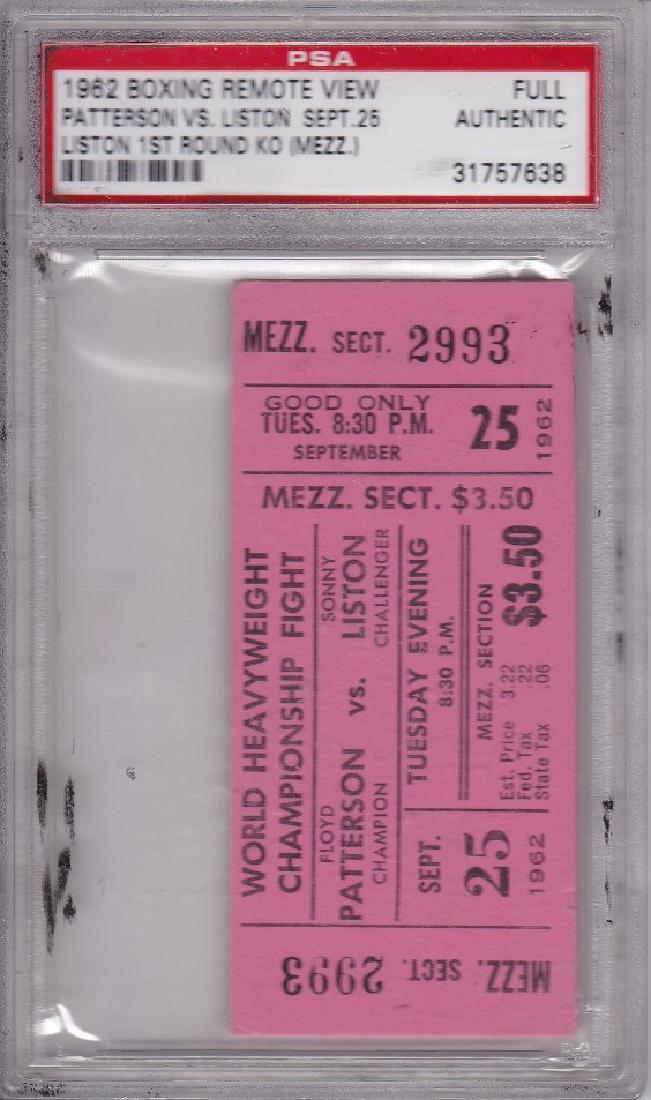 PSA
1962 BOXING REMOTE VIEW FULL
PATTERSON VS. LISTON SEPT.25 AUTHENTIC
LISTON 1ST ROUND KO (MEZZ.)
31757638
MEZZ. SECT. 2993
GOOD ONLY
TUES. 8:30 P.M. 25 1962
SEPTEMBER
MEZZ. SECT. $3.50
WORLD HEAVYWEIGHT
CHAMPIONSHIP FIGHT
FLOYD SONNY
PATTERSON vs. LISTON
CHAMPION CHALLENGER
TUESDAY EVENING
8:30 P.M.
SEPT.
25
1962
MEZZ. SECTION
$3.50
Est. Price 3.22
Fed. Tax .22
State Tax .06
MEZZ. SECT. 2993